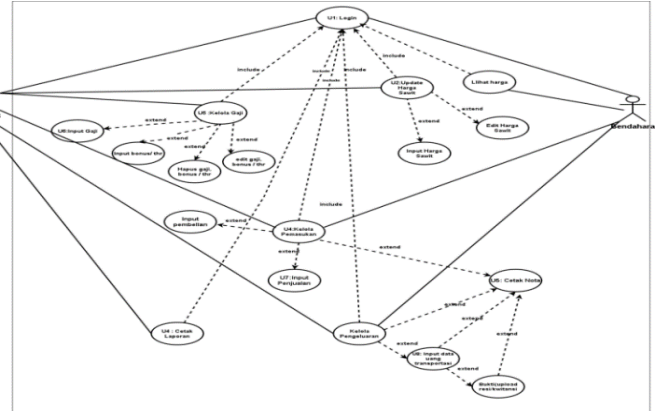 U1: Login
include
include
include
include
include
include
U2:Update
Harga
Sawit
Lihat harga
extend
extend
Edit Harga
Sawit
Bendahara
Input Harga
Sawit
U5 :Kelola Gaji
extend
U6:Input Gaji
extend
Input bonus/ thr
extend
Hapus gaji,
bonus / thr
extend
edit gaji,
bonus / thr
include
Input
pembelian
extend
U4:Kelola
Pemasukan
extend
extend
U7:Input
Penjualan
U5: Cetak Nota
U4 : Cetak
Laporan
Kelola
Pengeluaran
extend
extend
extend
U8: Input data
uang
transportasi
extend
extend
Bukti(upload
resi/kwitansi